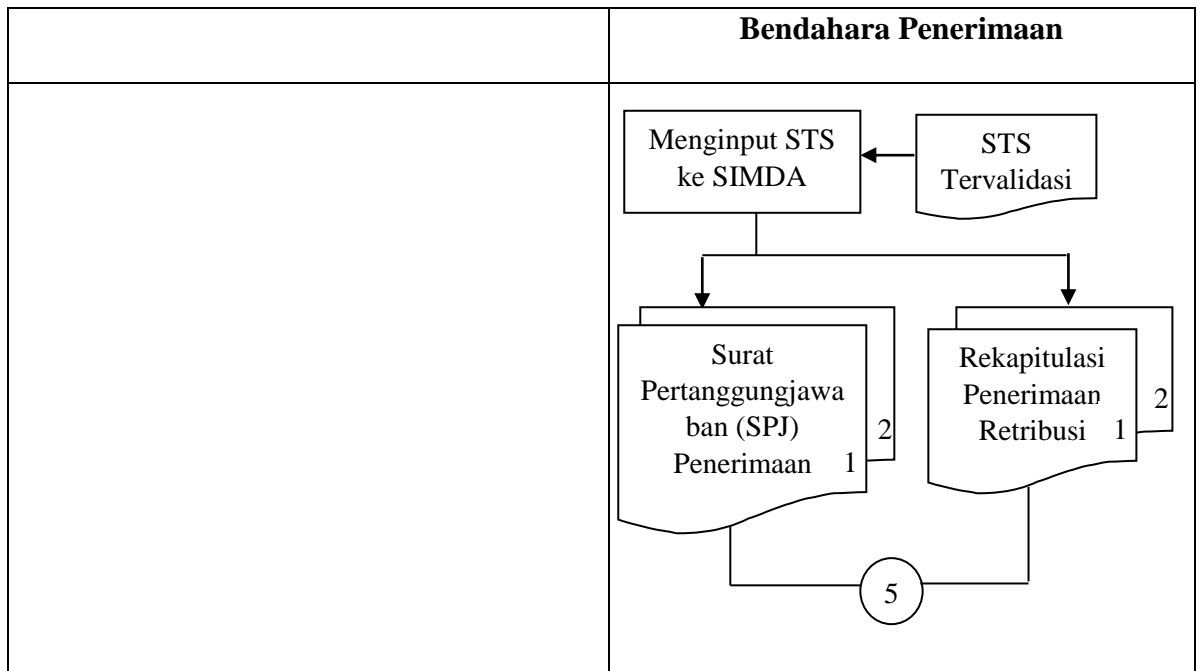 Bendahara Penerimaan
Menginput STS
ke SIMDA
STS
Tervalidasi
Surat
Pertanggungjawa
ban (SPJ)
Penerimaan
1
2
Rekapitulasi
Penerimaan
Retribusi
1
2
5